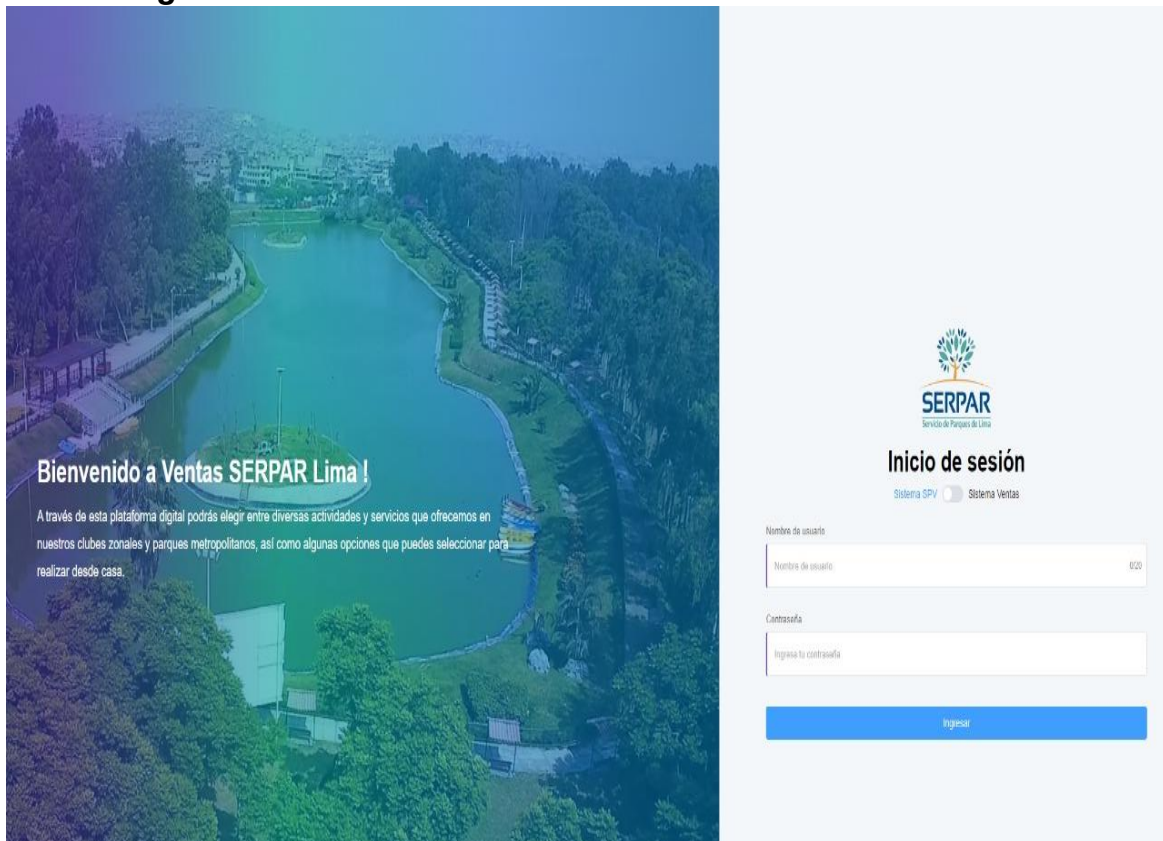 SERPAR
Servicio de Parques de Lima
Inicio de sesión
Sistema SPV Sistema Ventas
Nombre de usuario
Nombre de usuario 0/20
Contraseña
Ingresa tu contraseña
Ingresar
Bienvenido a Ventas SERPAR Lima !
A través de esta plataforma digital podrás elegir entre diversas actividades y servicios que ofrecemos en
nuestros clubes zonales y parques metropolitanos, así como algunas opciones que puedes seleccionar para
realizar desde casa.